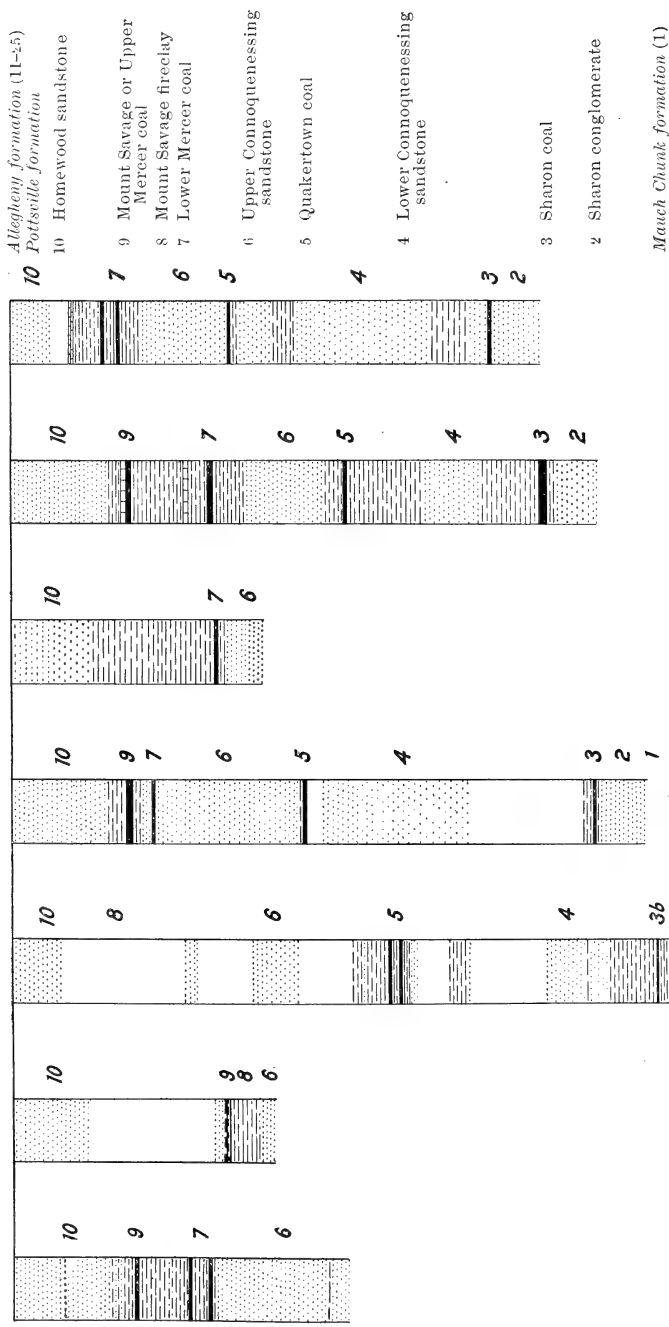 10
9
7
6
10
9
8
6
10
8
6
5
4
3b
10
9
7
6
5
4
3
2
1
10
7
6
10
9
7
6
5
4
3
2
10
7
6
5
4
3
2
Allegheny formation (11–25)
Pottsville formation
10 Homewood sandstone
9 Mount Savage or Upper
Mercer coal
8 Mount Savage fireclay
7 Lower Mercer coal
6 Upper Connoquenessing
sandstone
5 Quakertown coal
4 Lower Connoquenessing
sandstone
3 Sharon coal
2 Sharon conglomerate
Mauch Chunk formation (1)